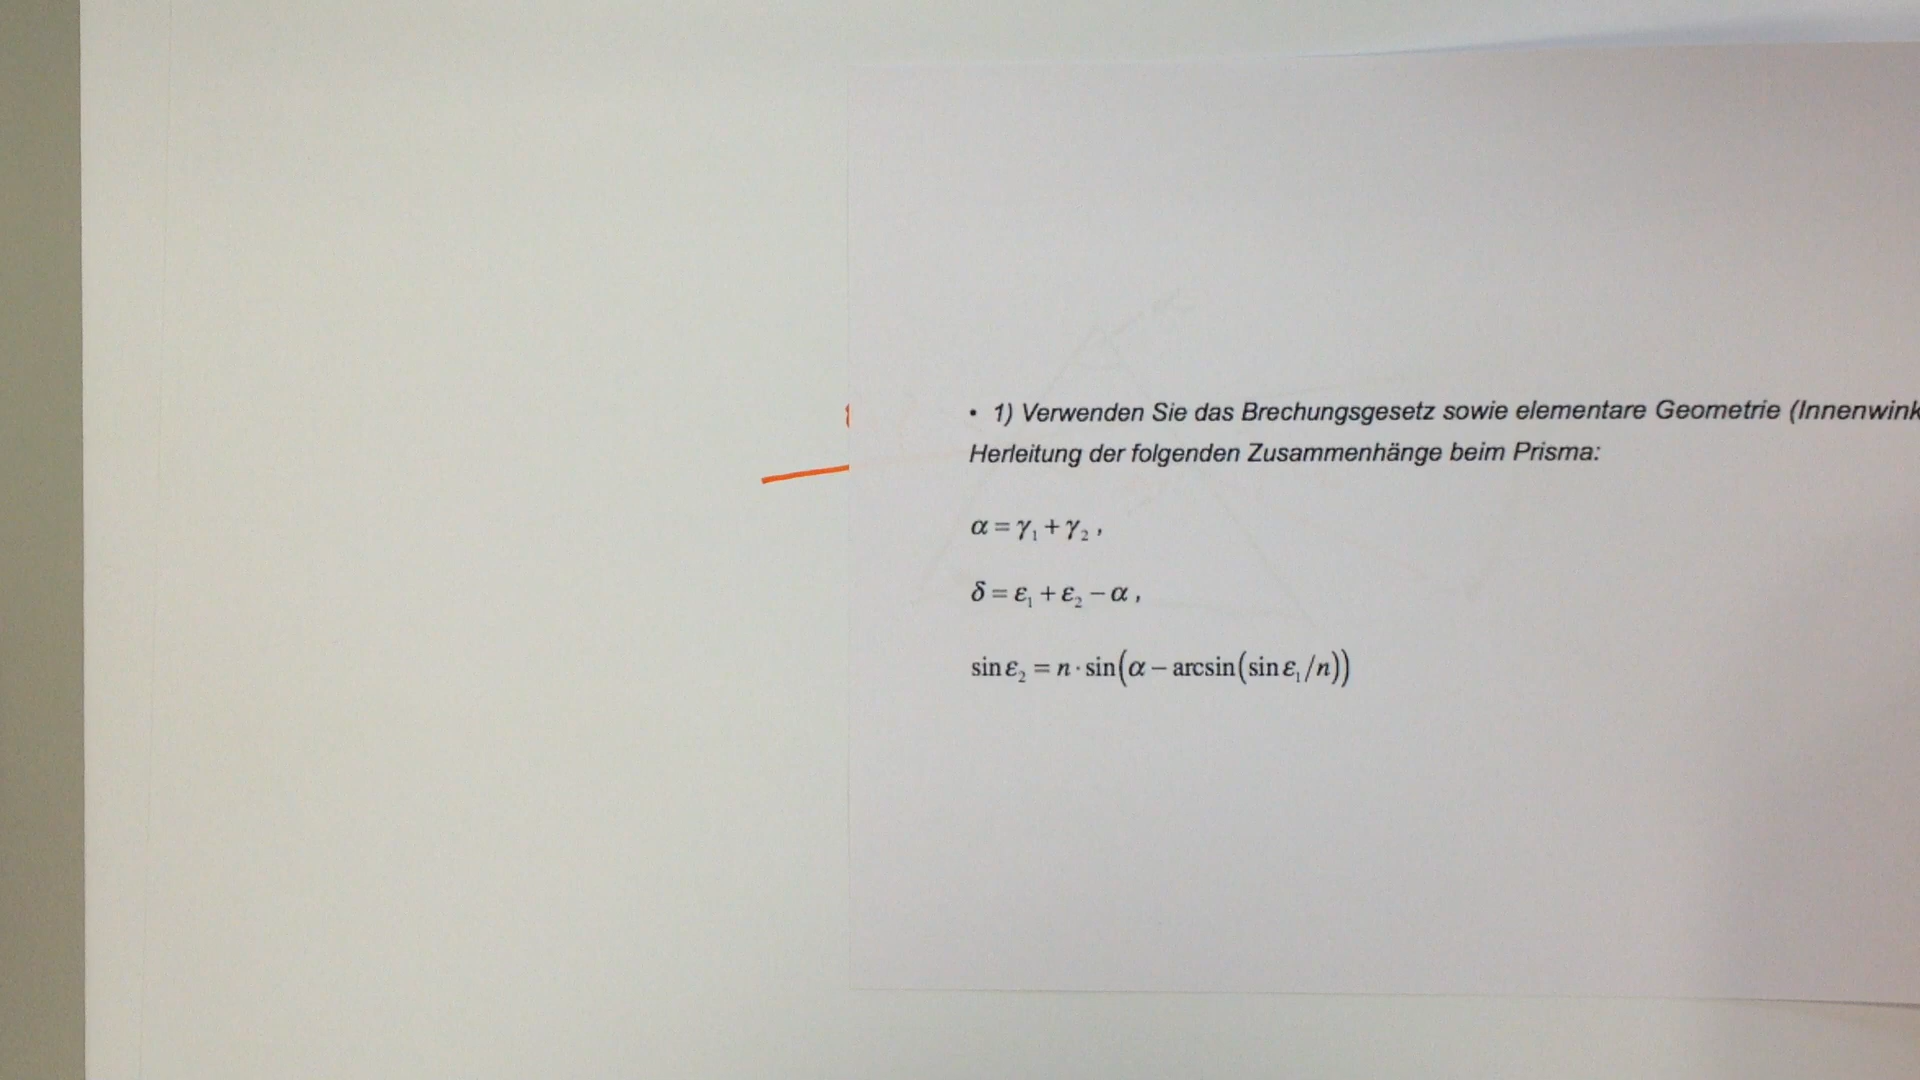 • 1) Verwenden Sie das Brechungsgesetz sowie elementare Geometrie (Innenwink
Herleitung der folgenden Zusammenhänge beim Prisma:
α = γ₁ + γ₂ ,
δ = ε₁ + ε₂ − α ,
sin ε₂ = n · sin(α − arcsin(sin ε₁/n))